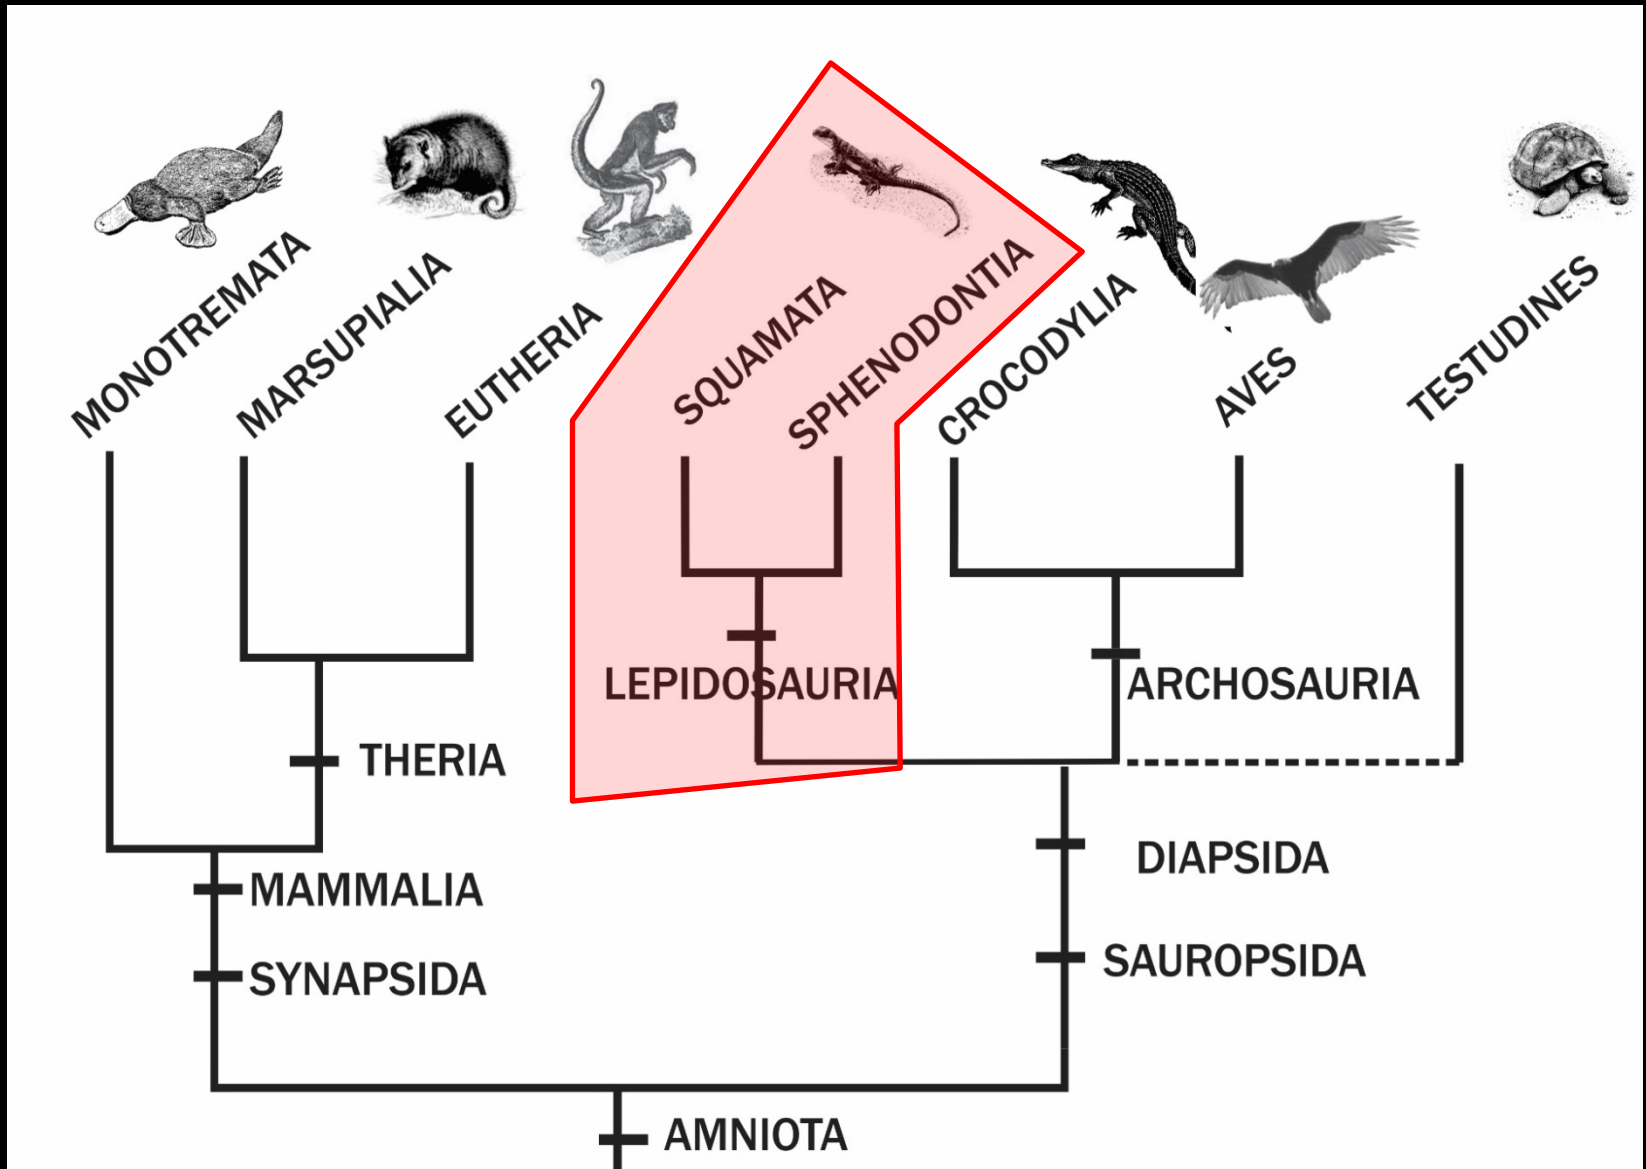 MONOTREMATA
MARSUPIALIA
EUTHERIA
SQUAMATA
SPHENODONTIA
CROCODYLIA
AVES
TESTUDINES
LEPIDOSAURIA
ARCHOSAURIA
THERIA
DIAPSIDA
MAMMALIA
SAUROPSIDA
SYNAPSIDA
AMNIOTA